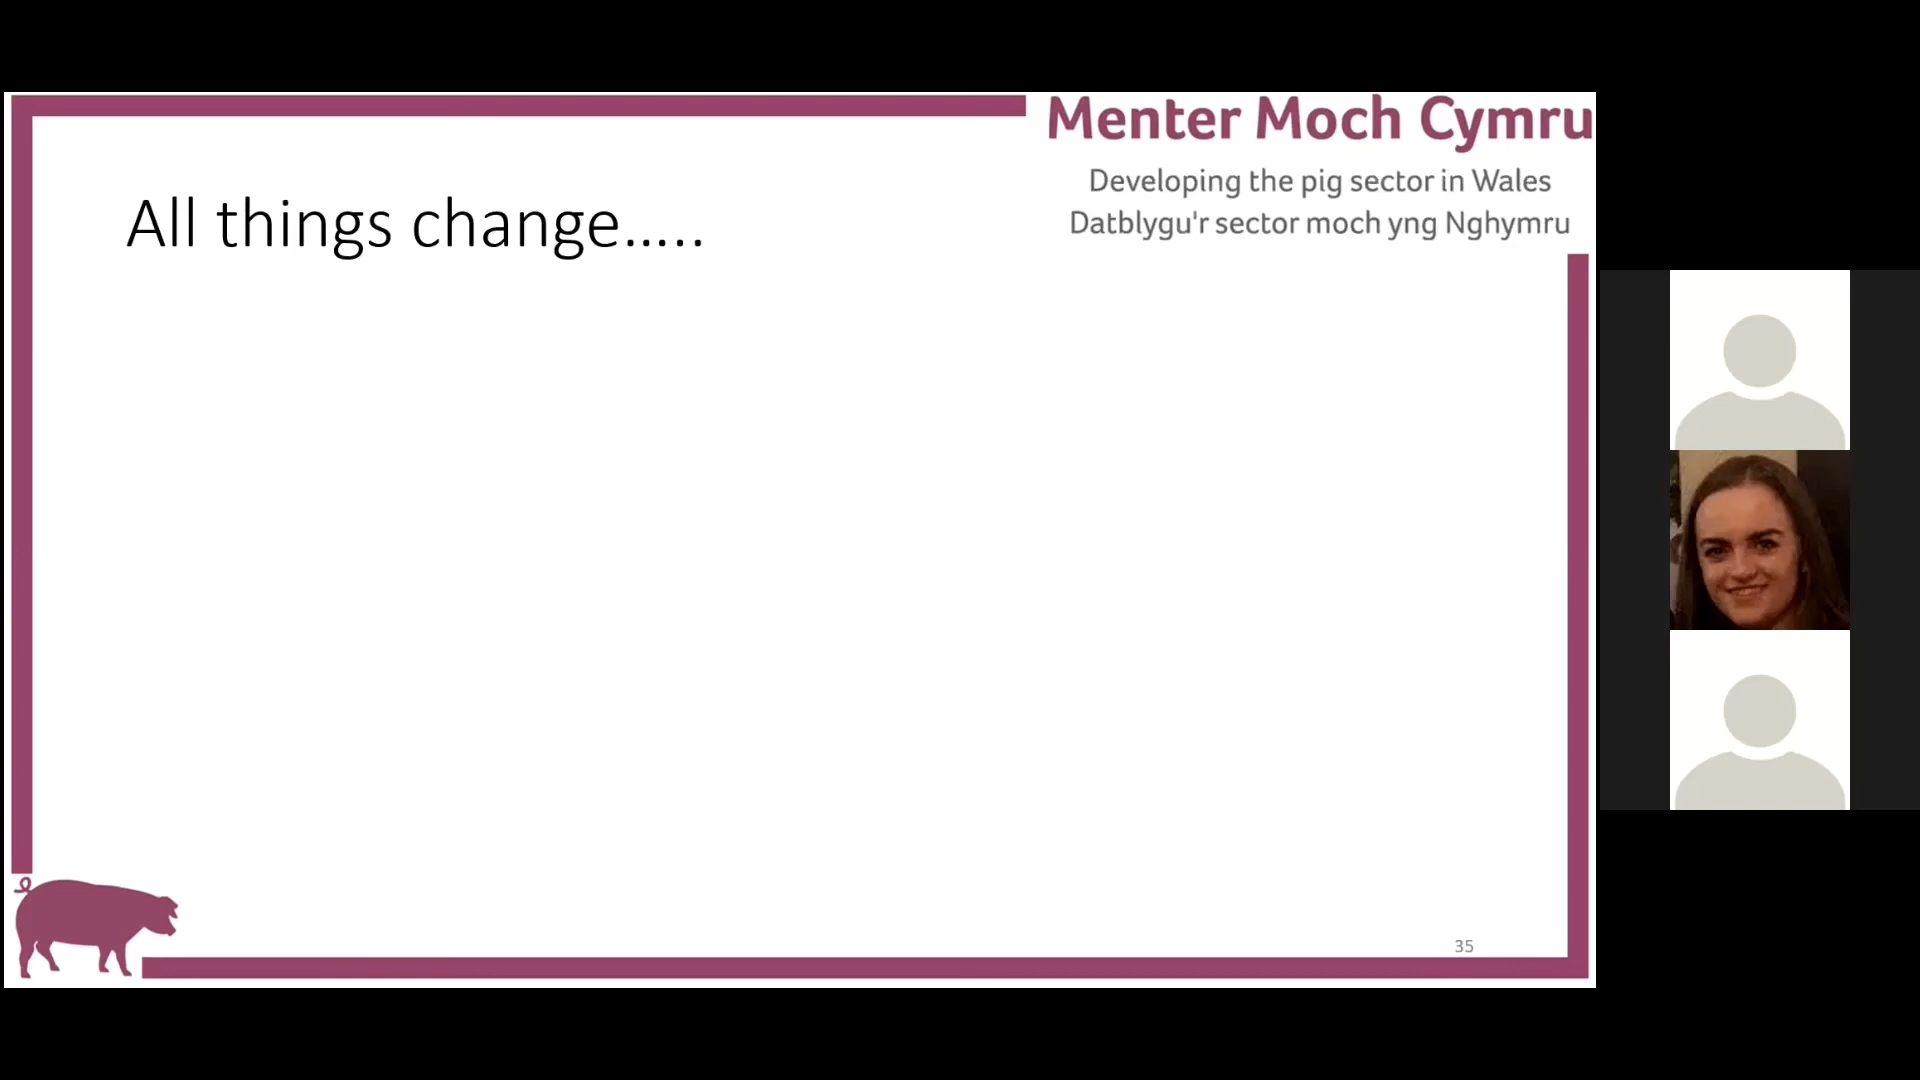 Menter Moch Cymru
Developing the pig sector in Wales
Datblygu'r sector moch yng Nghymru
All things change.....
35